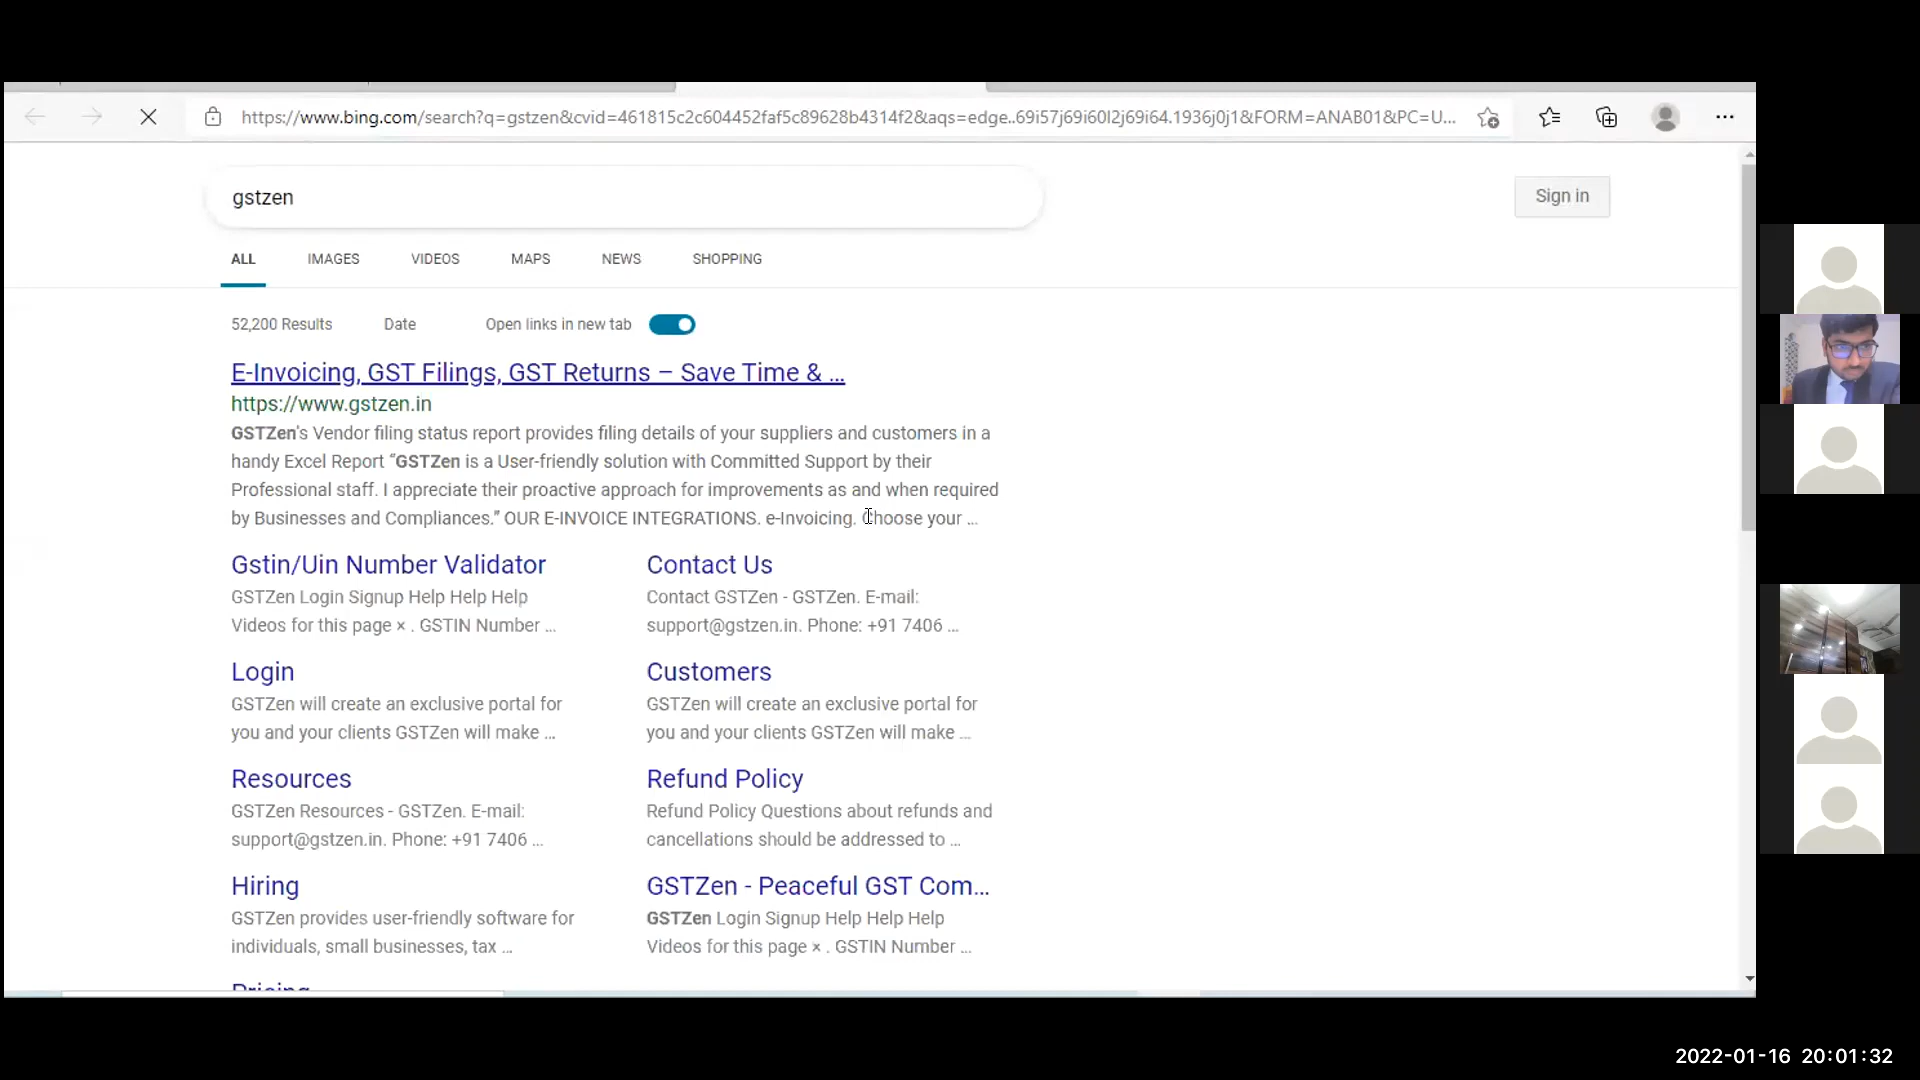 https://www.bing.com/search?q=gstzen&cvid=461815c2c604452faf5c89628b4314f2&aqs=edge..69i57j69i60l2j69i64.1936j0j1&FORM=ANAB01&PC=U...
gstzen
Sign in
ALL IMAGES VIDEOS MAPS NEWS SHOPPING
52,200 Results Date Open links in new tab
E-Invoicing, GST Filings, GST Returns – Save Time & ...
https://www.gstzen.in
GSTZen's Vendor filing status report provides filing details of your suppliers and customers in a
handy Excel Report “GSTZen is a User-friendly solution with Committed Support by their
Professional staff. I appreciate their proactive approach for improvements as and when required
by Businesses and Compliances.” OUR E-INVOICE INTEGRATIONS. e-Invoicing. Choose your ...
Gstin/Uin Number Validator
GSTZen Login Signup Help Help Help
Videos for this page × . GSTIN Number ...
Contact Us
Contact GSTZen - GSTZen. E-mail:
support@gstzen.in. Phone: +91 7406 ...
Login
GSTZen will create an exclusive portal for
you and your clients GSTZen will make ...
Customers
GSTZen will create an exclusive portal for
you and your clients GSTZen will make ...
Resources
GSTZen Resources - GSTZen. E-mail:
support@gstzen.in. Phone: +91 7406 ...
Refund Policy
Refund Policy Questions about refunds and
cancellations should be addressed to ...
Hiring
GSTZen provides user-friendly software for
individuals, small businesses, tax ...
GSTZen - Peaceful GST Com...
GSTZen Login Signup Help Help Help
Videos for this page × . GSTIN Number ...
Pricing
2022-01-16 20:01:32